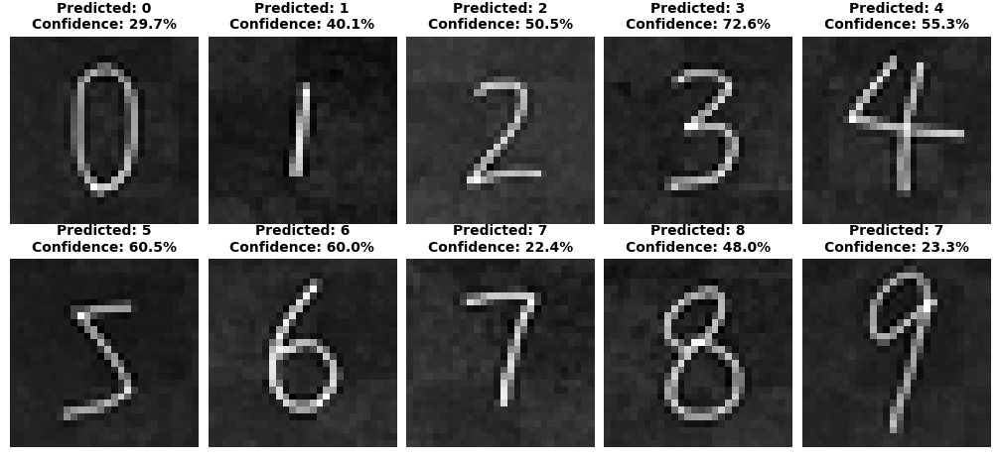 Predicted: 0 Predicted: 1 Predicted: 2 Predicted: 3 Predicted: 4
Confidence: 29.7% Confidence: 40.1% Confidence: 50.5% Confidence: 72.6% Confidence: 55.3%
0 1 2 3 4
Predicted: 5 Predicted: 6 Predicted: 7 Predicted: 8 Predicted: 7
Confidence: 60.5% Confidence: 60.0% Confidence: 22.4% Confidence: 48.0% Confidence: 23.3%
5 6 7 8 9